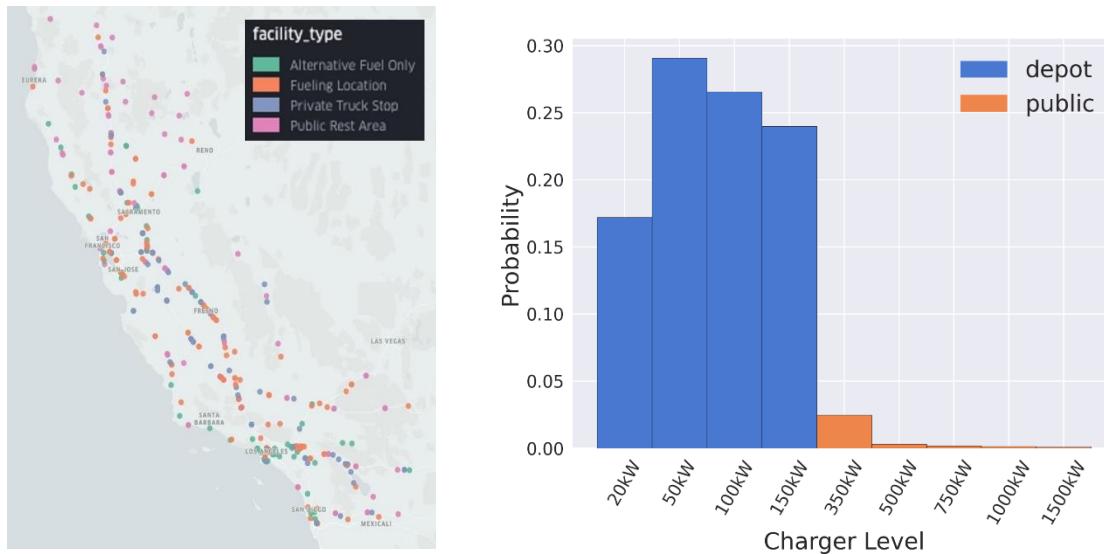 facility_type
Alternative Fuel Only
Fueling Location
Private Truck Stop
Public Rest Area
EUREKA
RENO
SACRAMENTO
SAN
FRANCISCO
SAN JOSE
FRESNO
LAS VEGAS
SANTA
BARBARA
LOS ANGELES
SAN DIEGO
MEXICALI
depot
public
Probability
0.30
0.25
0.20
0.15
0.10
0.05
0.00
20kW
50kW
100kW
150kW
350kW
500kW
750kW
1000kW
1500kW
Charger Level